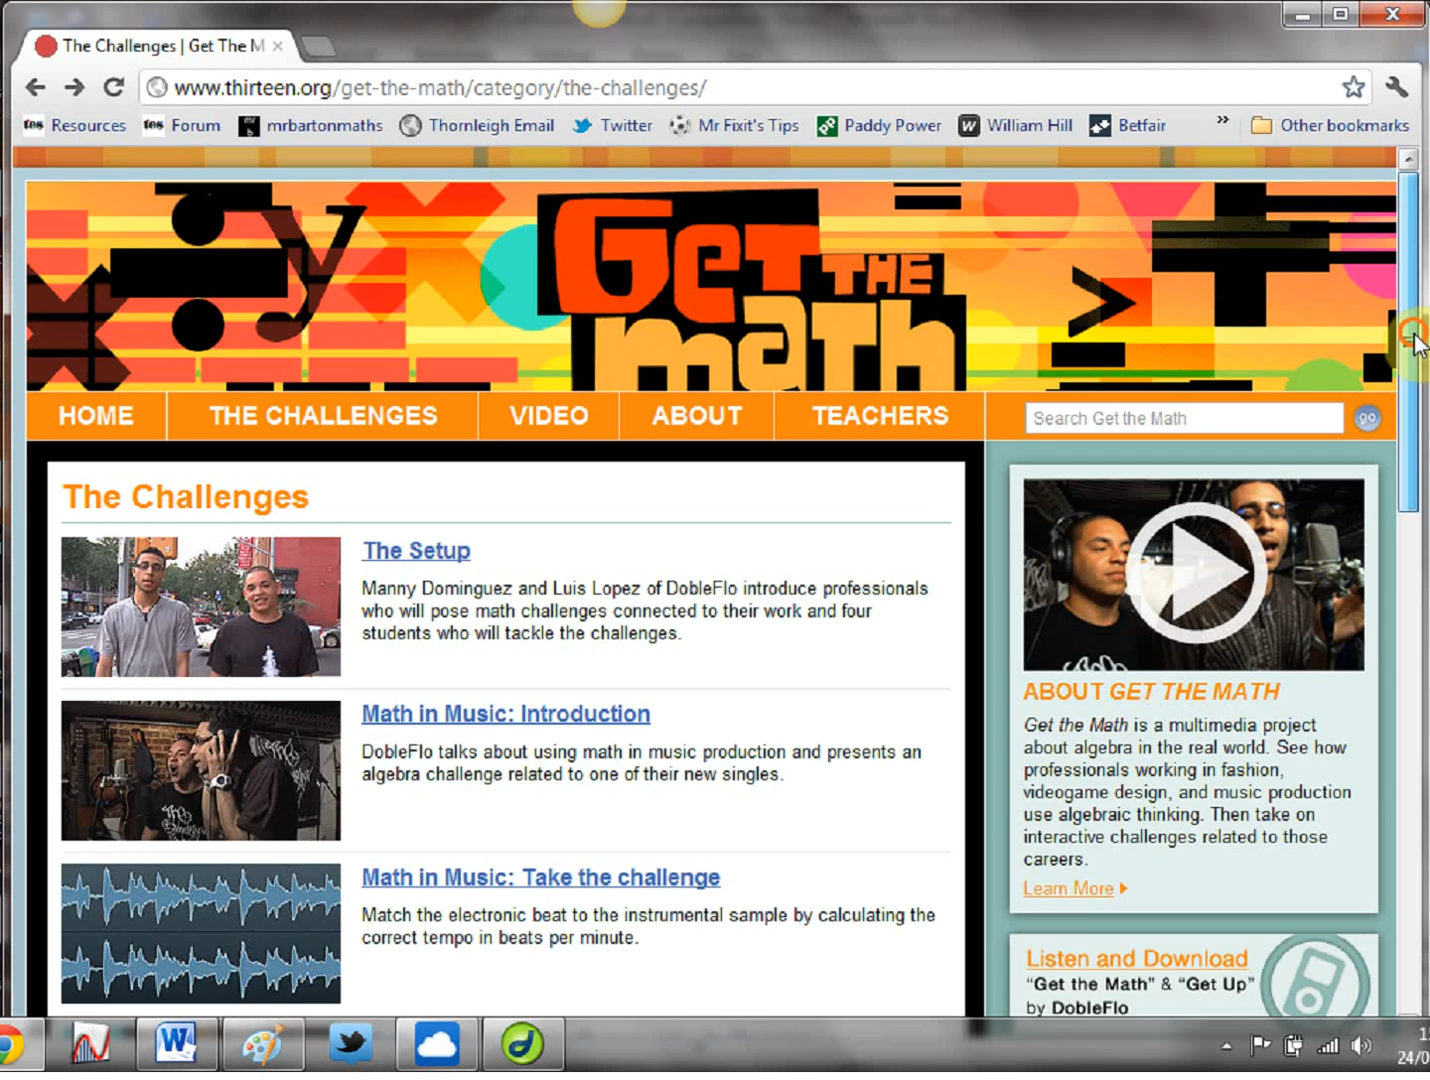 The Challenges | Get The M
www.thirteen.org/get-the-math/category/the-challenges/
tes Resources tes Forum mrbartonmaths Thornleigh Email Twitter Mr Fixit's Tips Paddy Power W William Hill Betfair » Other bookmarks
GET THE
math
HOME THE CHALLENGES VIDEO ABOUT TEACHERS Search Get the Math go
The Challenges
The Setup
Manny Dominguez and Luis Lopez of DobleFlo introduce professionals
who will pose math challenges connected to their work and four
students who will tackle the challenges.
Math in Music: Introduction
DobleFlo talks about using math in music production and presents an
algebra challenge related to one of their new singles.
Math in Music: Take the challenge
Match the electronic beat to the instrumental sample by calculating the
correct tempo in beats per minute.
ABOUT GET THE MATH
Get the Math is a multimedia project
about algebra in the real world. See how
professionals working in fashion,
videogame design, and music production
use algebraic thinking. Then take on
interactive challenges related to those
careers.
Learn More
Listen and Download
“Get the Math” & “Get Up”
by DobleFlo